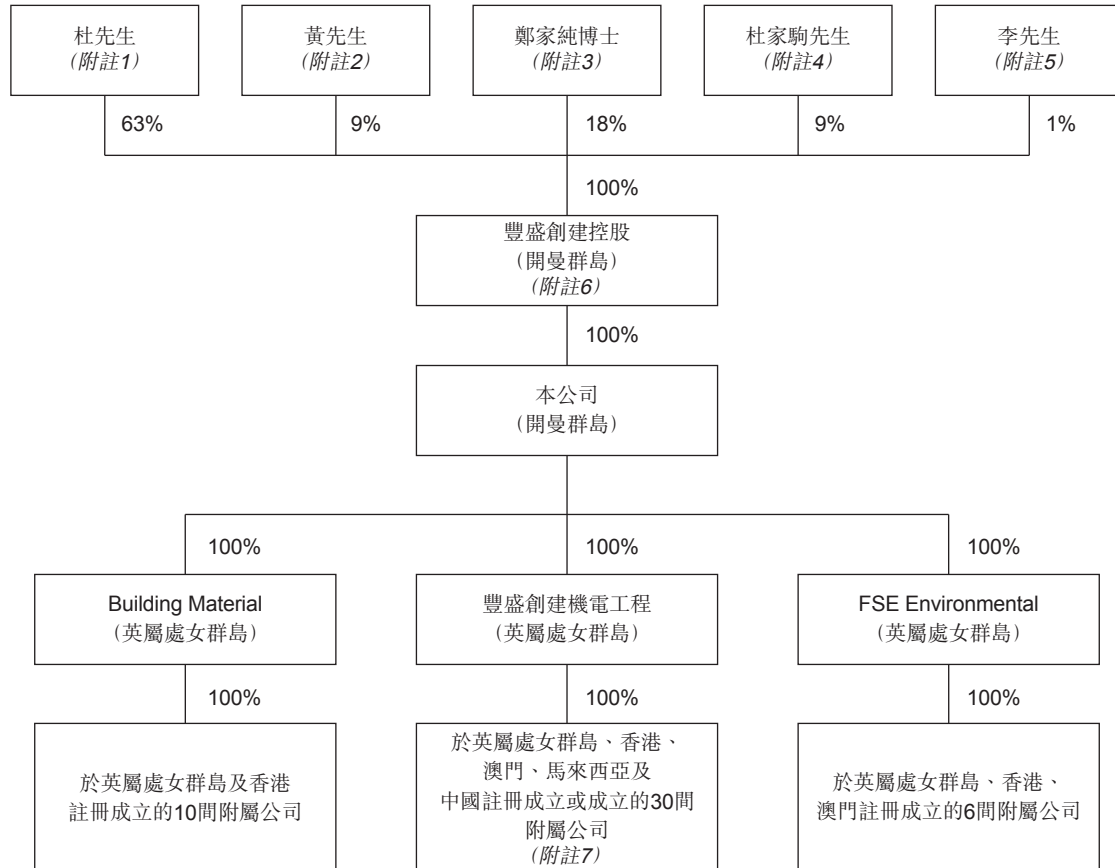 杜先生
（附註1）
黃先生
（附註2）
鄭家純博士
（附註3）
杜家駒先生
（附註4）
李先生
（附註5）
63%
9%
18%
9%
1%
100%
豐盛創建控股
（開曼群島）
（附註6）
100%
本公司
（開曼群島）
100%
100%
100%
Building Material
（英屬處女群島）
豐盛創建機電工程
（英屬處女群島）
FSE Environmental
（英屬處女群島）
100%
100%
100%
於英屬處女群島及香港
註冊成立的10間附屬公司
於英屬處女群島、香港、
澳門、馬來西亞及
中國註冊成立或成立的30間
附屬公司
（附註7）
於英屬處女群島、香港、
澳門註冊成立的6間附屬公司